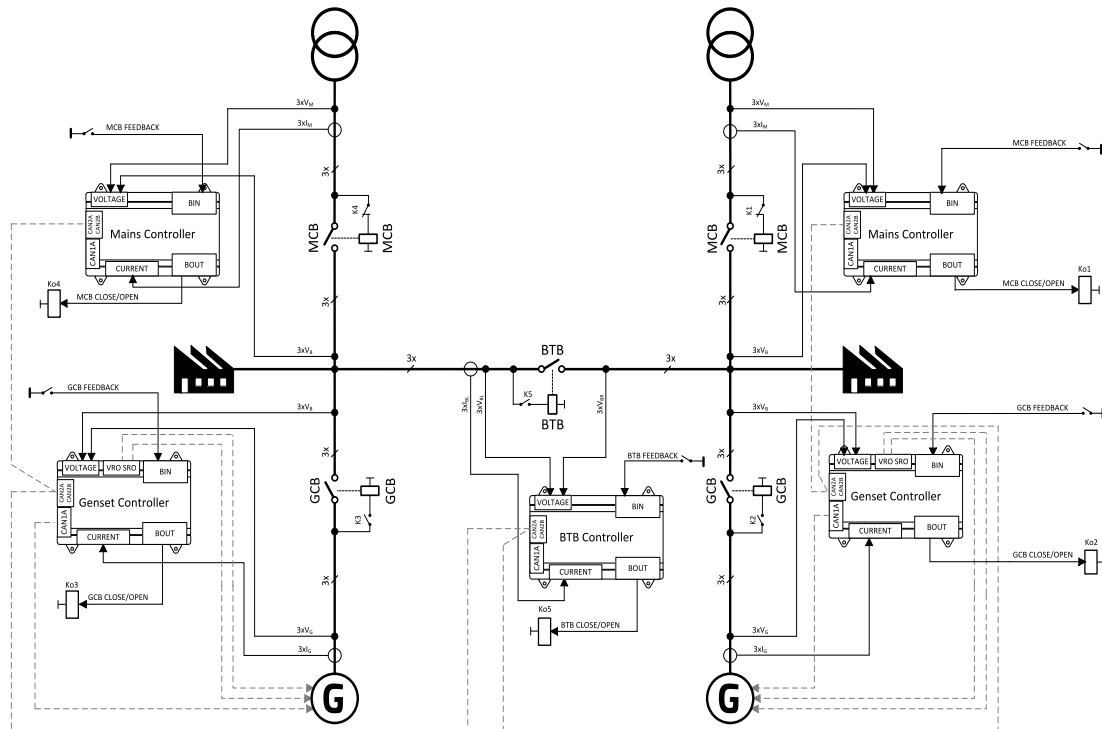 3xV_M
3xV_M
3xI_M
3xI_M
MCB FEEDBACK
MCB FEEDBACK
3x
3x
VOLTAGE
BIN
VOLTAGE
BIN
K4
K1
CAN2A
CAN2B
CAN2A
CAN2B
Mains Controller
MCB
MCB
MCB
MCB
Mains Controller
CAN1A
CAN1A
CURRENT
BOUT
CURRENT
BOUT
Ko4
Ko1
MCB CLOSE/OPEN
MCB CLOSE/OPEN
3x
3x
3xV_B
BTB
3xV_B
3x
3x
GCB FEEDBACK
K5
GCB FEEDBACK
3xI_BL
3xV_BL
3xV_BR
3xV_B
BTB
3xV_B
3x
3x
BTB FEEDBACK
VOLTAGE
VRO SRO
BIN
VOLTAGE
VRO SRO
BIN
CAN2A
CAN2B
CAN2A
CAN2B
Genset Controller
GCB
GCB
GCB
GCB
Genset Controller
VOLTAGE
BIN
CAN1A
CAN1A
K3
K2
CURRENT
BOUT
CURRENT
BOUT
CAN2A
CAN2B
BTB Controller
CAN1A
GCB CLOSE/OPEN
Ko2
CURRENT
BOUT
3x
3x
Ko3
GCB CLOSE/OPEN
Ko5
BTB CLOSE/OPEN
3xV_G
3xV_G
3xI_G
3xI_G
G
G